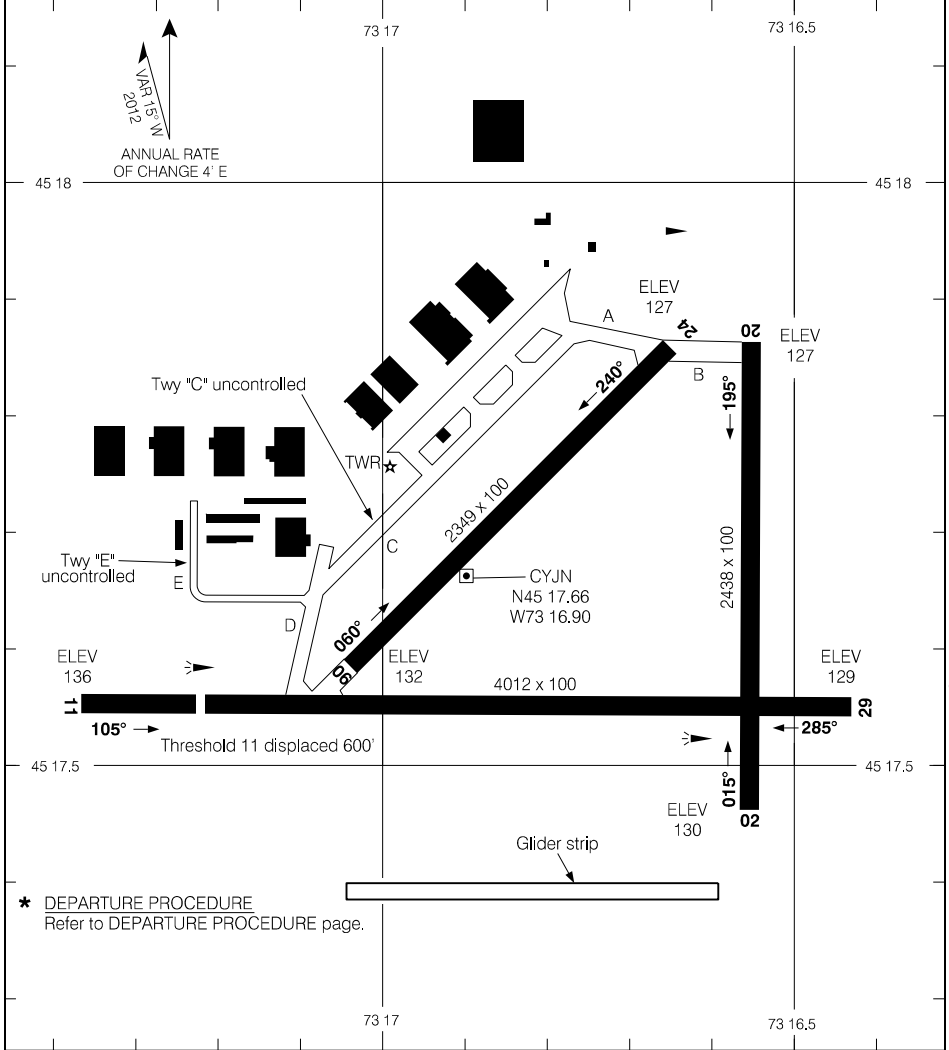 73 17
73 16.5
VAR 15° W
2012
ANNUAL RATE
OF CHANGE 4' E
45 18
45 18
ELEV
127
A
24
20
ELEV
127
B
Twy "C" uncontrolled
240°
195°
TWR
2349 x 100
C
2438 x 100
Twy "E"
uncontrolled
E
CYJN
N45 17.66
W73 16.90
D
060°
06
ELEV
136
ELEV
132
ELEV
129
4012 x 100
11
29
105°
Threshold 11 displaced 600'
285°
45 17.5
45 17.5
015°
ELEV
130
02
Glider strip
* DEPARTURE PROCEDURE
Refer to DEPARTURE PROCEDURE page.
73 17
73 16.5